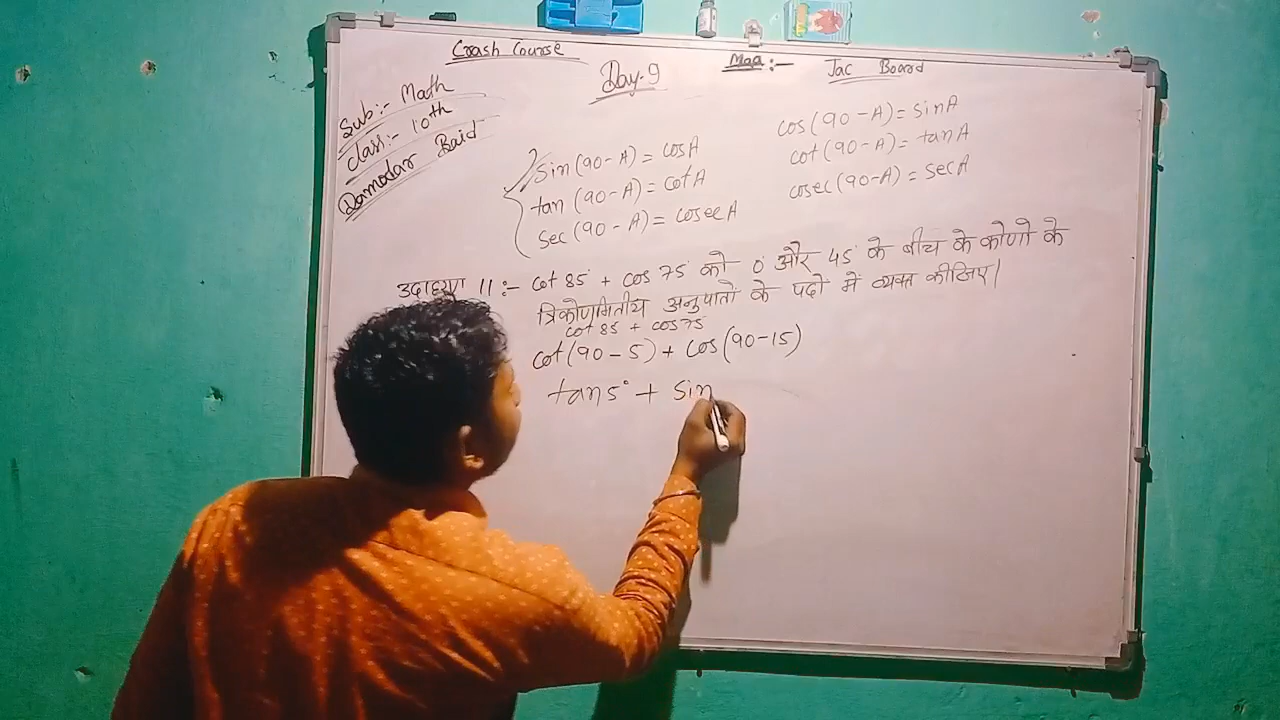 Crash Course
Day-9
Maa :-
Jac Board
Sub:- Math
Class:- 10th
Damodar Baid
sin(90-A) = cosA
tan (90-A) = cotA
sec (90-A) = cosecA
cos(90-A) = sinA
cot(90-A) = tanA
cosec(90-A) = secA
उदाहरण 11:- cot 85° + cos 75° को 0° और 45° के बीच के कोणो के
त्रिकोणमितीय अनुपातों के पदों में व्यक्त कीजिए।
cot 85 + cos 75
cot(90-5) + cos(90-15)
tan5° + sin